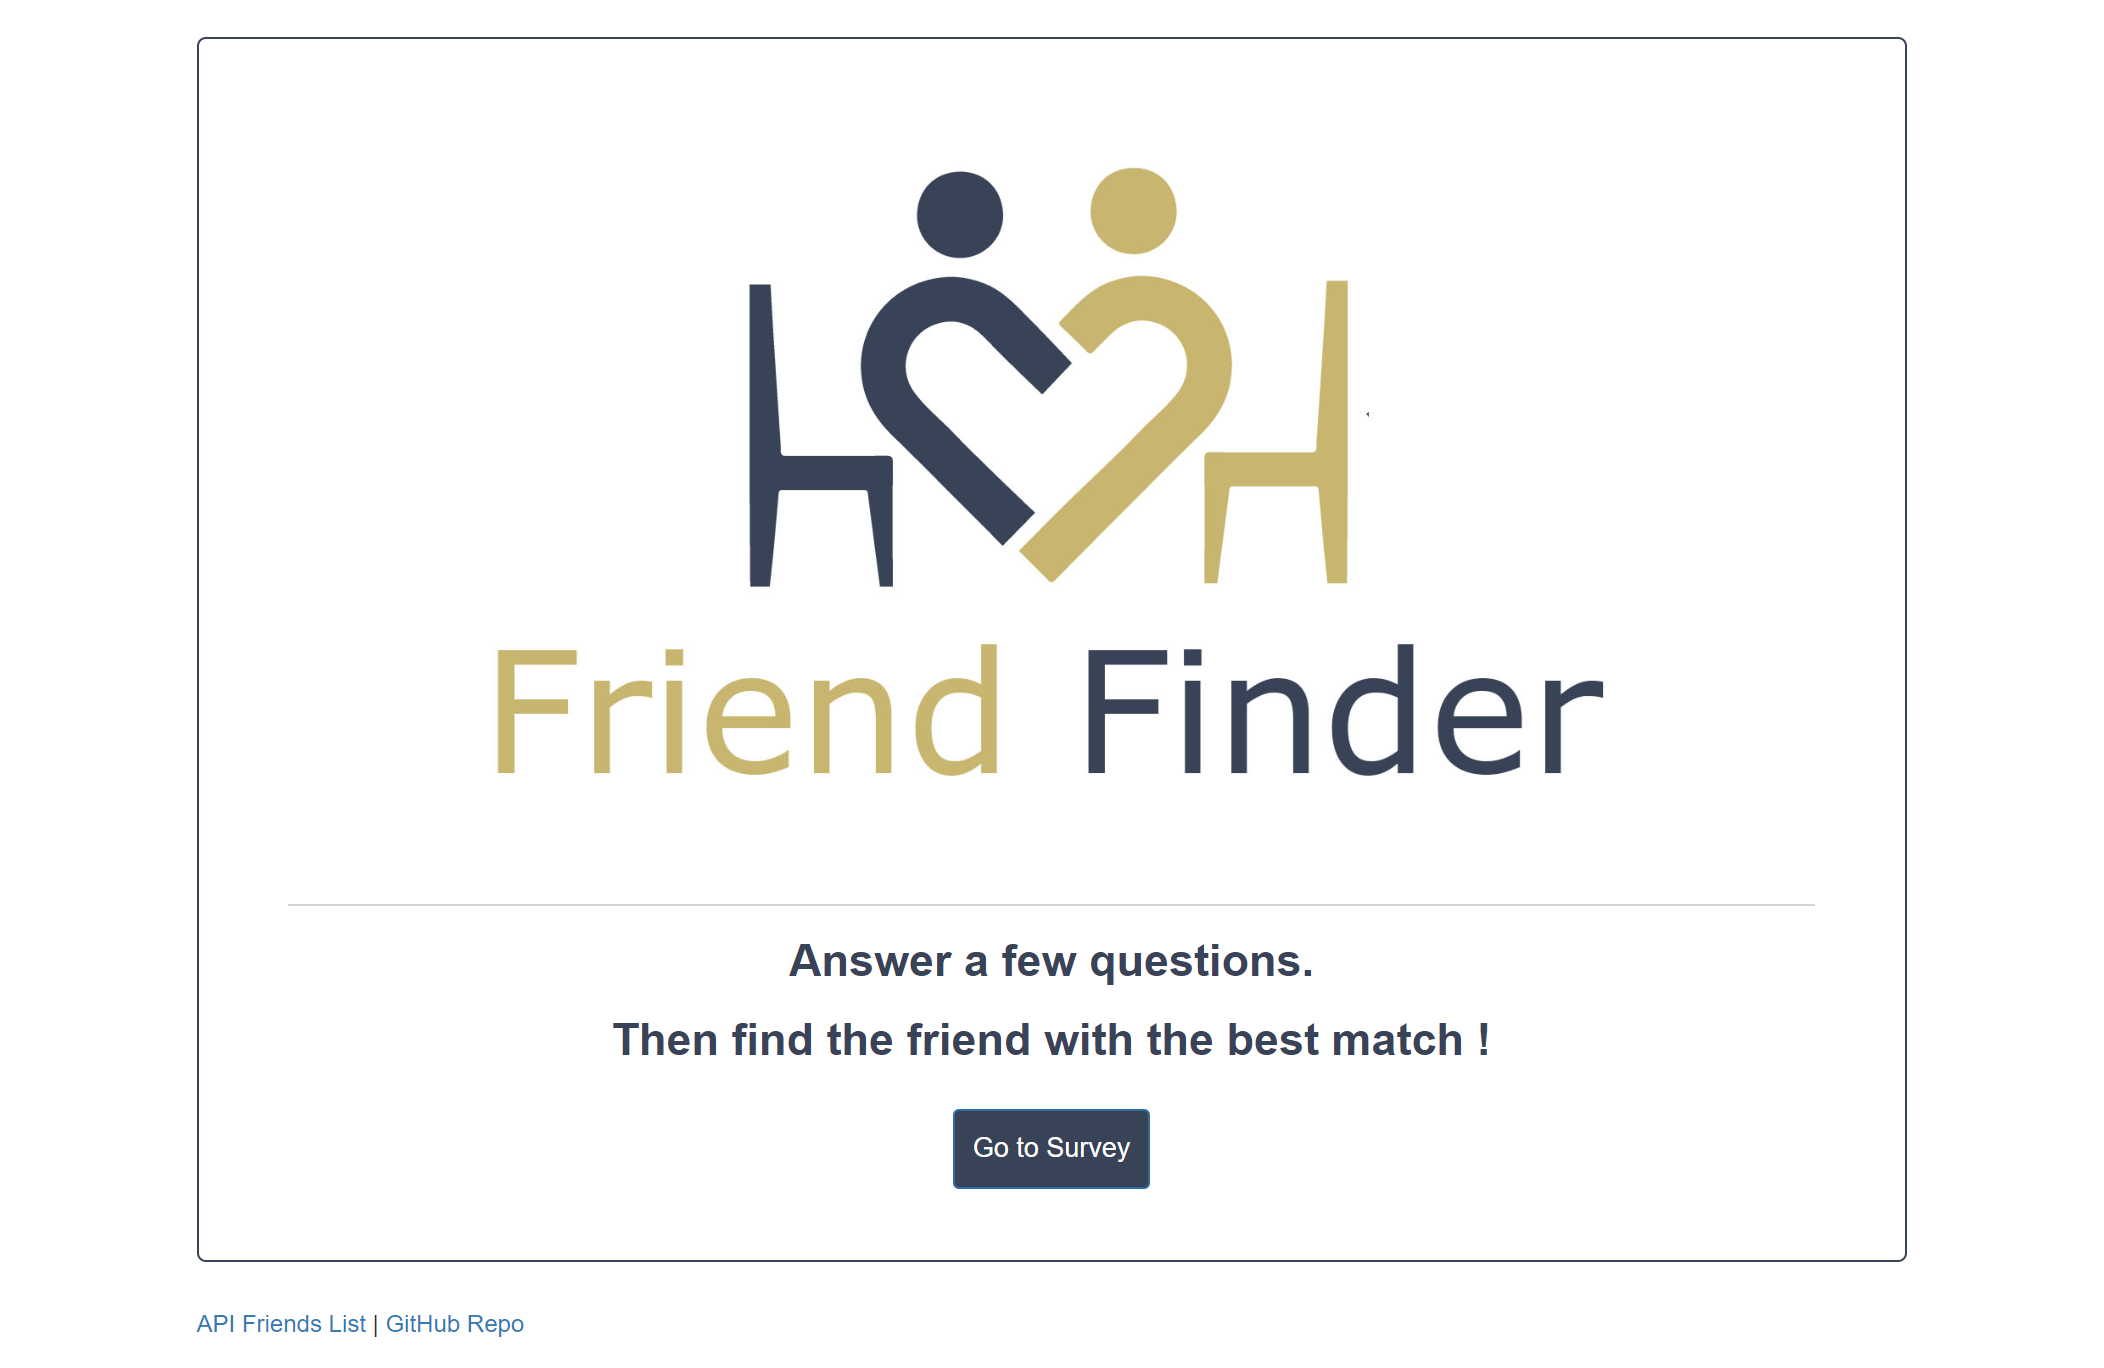 Friend Finder
Answer a few questions.
Then find the friend with the best match !
Go to Survey
API Friends List | GitHub Repo